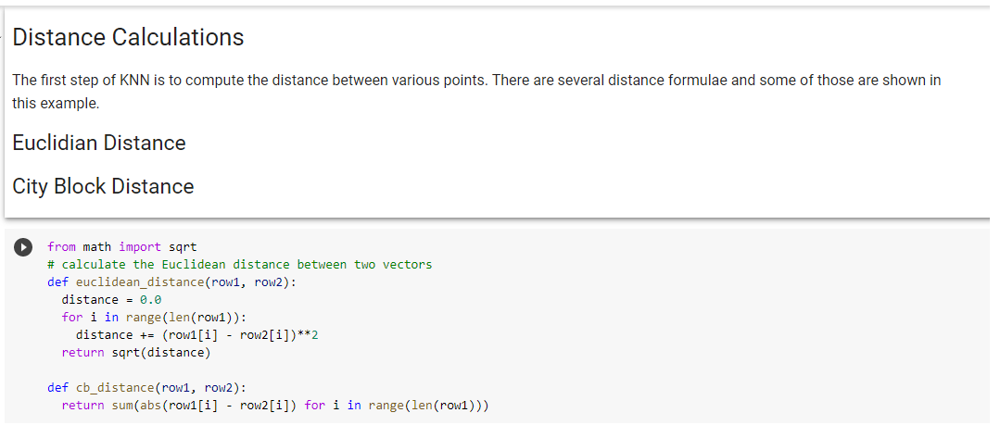 Distance Calculations
The first step of KNN is to compute the distance between various points. There are several distance formulae and some of those are shown in
this example.
Euclidian Distance
City Block Distance
from math import sqrt
# calculate the Euclidean distance between two vectors
def euclidean_distance(row1, row2):
  distance = 0.0
  for i in range(len(row1)):
    distance += (row1[i] - row2[i])**2
  return sqrt(distance)
def cb_distance(row1, row2):
  return sum(abs(row1[i] - row2[i]) for i in range(len(row1)))